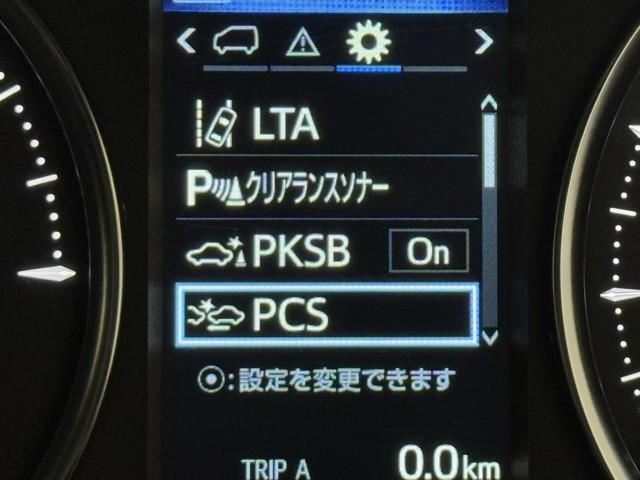 LTA
Pクリアランスソナー
PKSB On
PCS
:設定を変更できます
TRIP A 0.0km